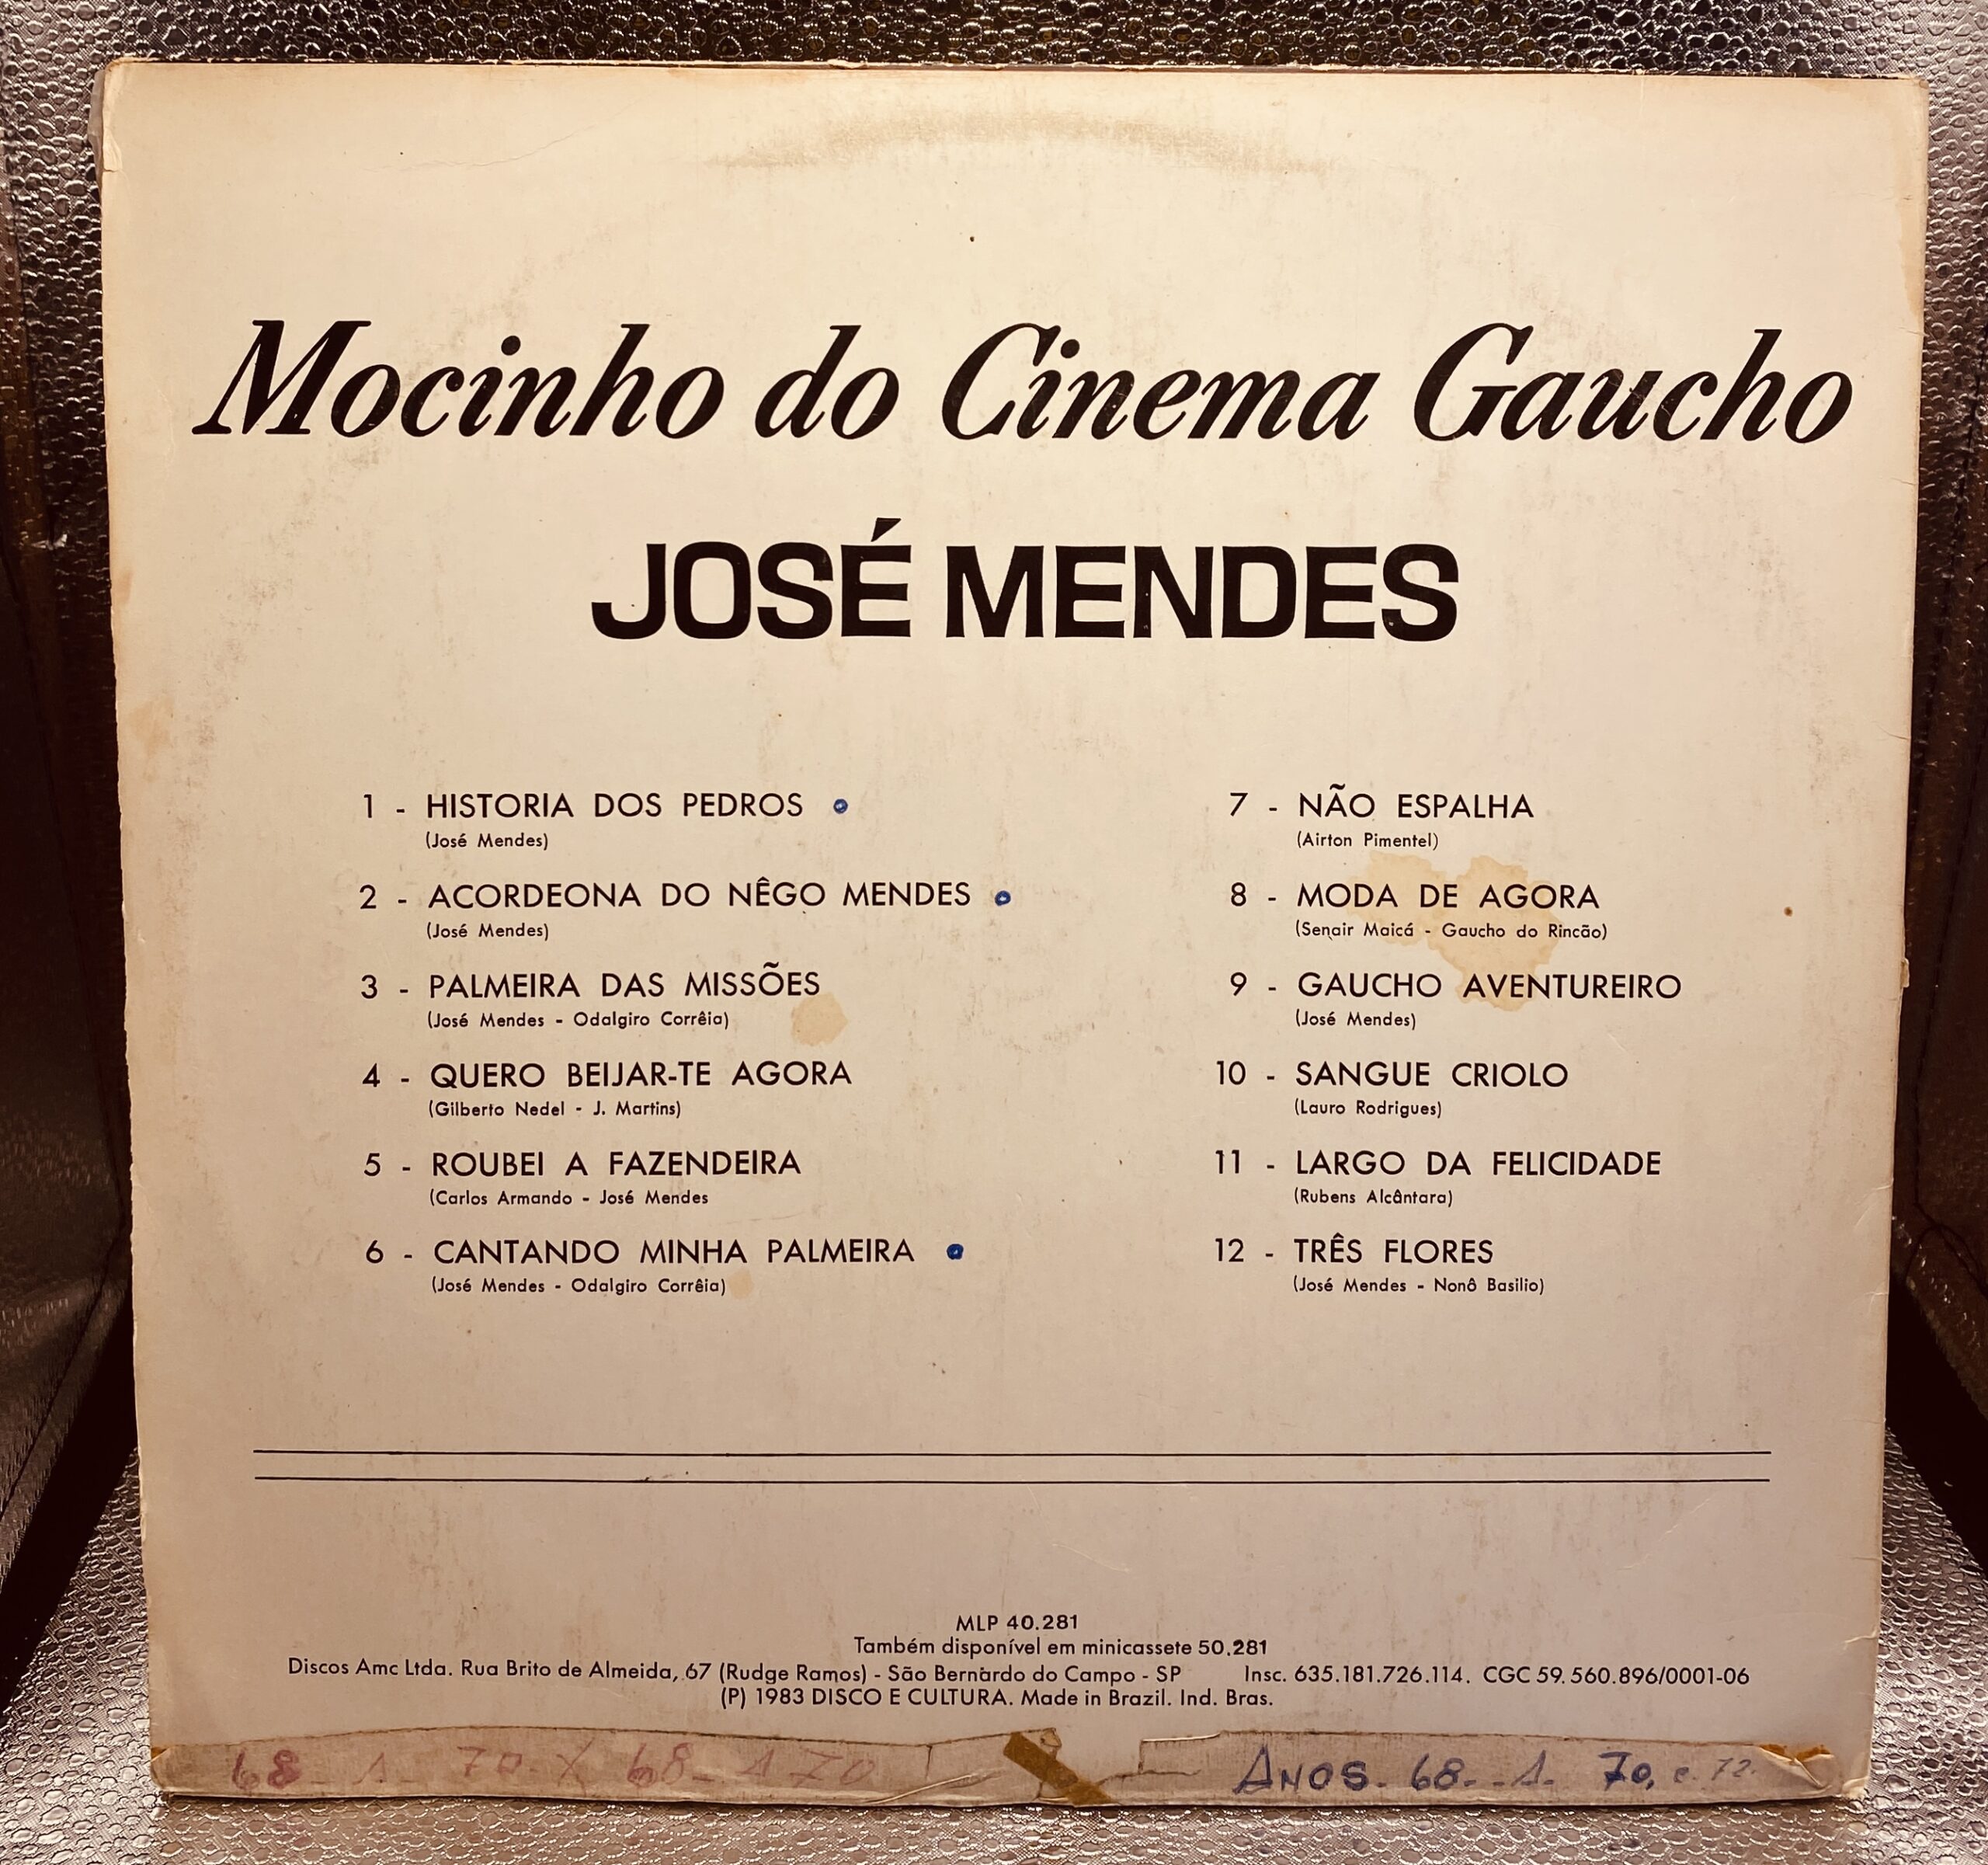 Mocinho do Cinema Gaucho
JOSÉ MENDES
1 - HISTORIA DOS PEDROS
(José Mendes)
2 - ACORDEONA DO NÊGO MENDES
(José Mendes)
3 - PALMEIRA DAS MISSÕES
(José Mendes - Odalgiro Corrêia)
4 - QUERO BEIJAR-TE AGORA
(Gilberto Nedel - J. Martins)
5 - ROUBEI A FAZENDEIRA
(Carlos Armando - José Mendes
6 - CANTANDO MINHA PALMEIRA
(José Mendes - Odalgiro Corrêia)
7 - NÃO ESPALHA
(Airton Pimentel)
8 - MODA DE AGORA
(Senair Maicá - Gaucho do Rincão)
9 - GAUCHO AVENTUREIRO
(José Mendes)
10 - SANGUE CRIOLO
(Lauro Rodrigues)
11 - LARGO DA FELICIDADE
(Rubens Alcântara)
12 - TRÊS FLORES
(José Mendes - Nonô Basilio)
MLP 40.281
Também disponível em minicassete 50.281
Discos Amc Ltda. Rua Brito de Almeida, 67 (Rudge Ramos) - São Bernardo do Campo - SP Insc. 635.181.726.114. CGC 59.560.896/0001-06
(P) 1983 DISCO E CULTURA. Made in Brazil. Ind. Bras.
68 - A - 70 X 68 - A 70 ANOS. 68. - A. 70, e. 72.